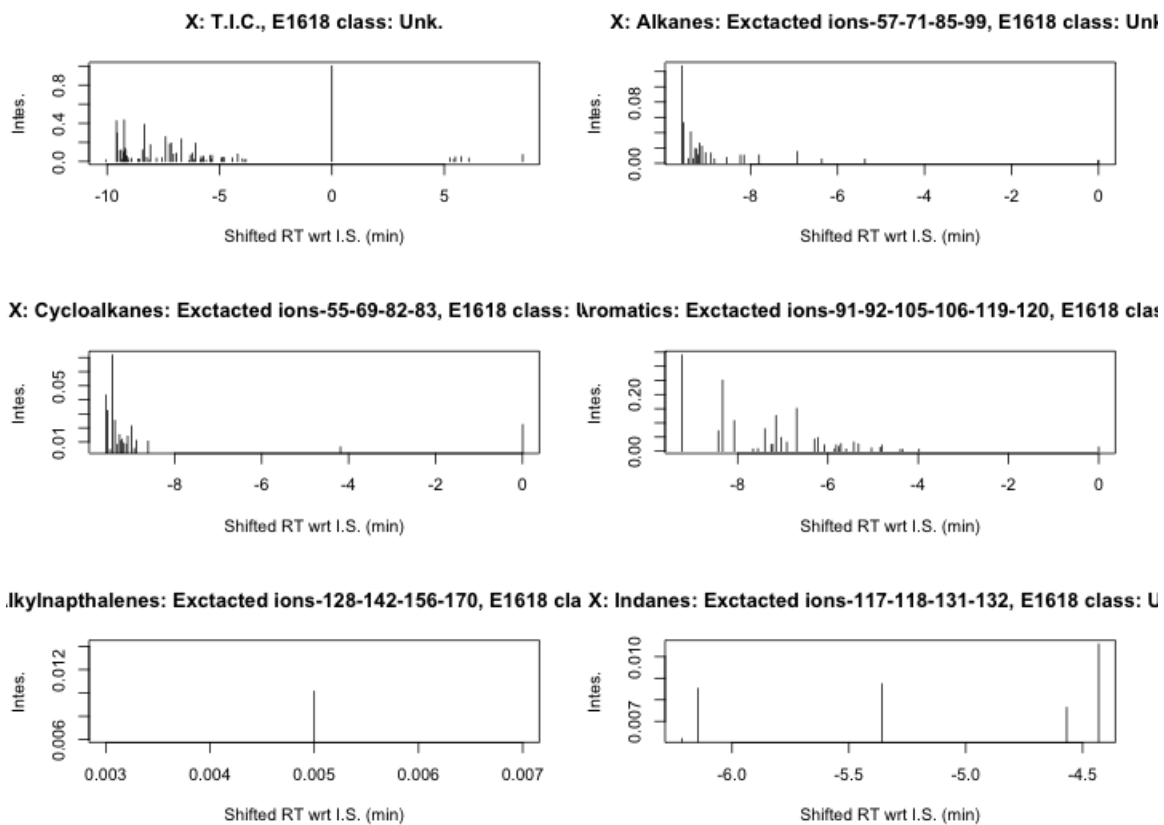 X: T.I.C., E1618 class: Unk.
Intes.
0.0 0.4 0.8
-10 -5 0 5
Shifted RT wrt I.S. (min)
X: Alkanes: Exctacted ions-57-71-85-99, E1618 class: Unk
Intes.
0.00 0.08
-8 -6 -4 -2 0
Shifted RT wrt I.S. (min)
X: Cycloalkanes: Exctacted ions-55-69-82-83, E1618 class: U
Intes.
0.01 0.05
-8 -6 -4 -2 0
Shifted RT wrt I.S. (min)
Aromatics: Exctacted ions-91-92-105-106-119-120, E1618 clas
Intes.
0.00 0.20
-8 -6 -4 -2 0
Shifted RT wrt I.S. (min)
lkylnapthalenes: Exctacted ions-128-142-156-170, E1618 cla
Intes.
0.006 0.012
0.003 0.004 0.005 0.006 0.007
Shifted RT wrt I.S. (min)
X: Indanes: Exctacted ions-117-118-131-132, E1618 class: U
Intes.
0.007 0.010
-6.0 -5.5 -5.0 -4.5
Shifted RT wrt I.S. (min)